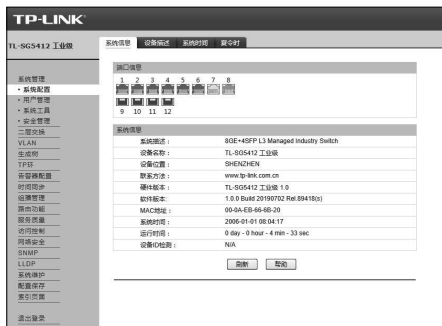 TP-LINK
TL-SG5412 工业级
系统信息 设备描述 系统时间 夏令时
系统管理
• 系统配置
• 用户管理
• 系统工具
• 安全管理
二层交换
VLAN
生成树
TP环
告警器配置
时间同步
组播管理
路由功能
服务质量
访问控制
网络安全
SNMP
LLDP
系统维护
配置保存
索引页面
退出登录
端口信息
1 2 3 4 5 6 7 8
9 10 11 12
系统信息
系统描述： 8GE+4SFP L3 Managed Industry Switch
设备名称： TL-SG5412 工业级
设备位置： SHENZHEN
联系方法： www.tp-link.com.cn
硬件版本： TL-SG5412 工业级 1.0
软件版本： 1.0.0 Build 20190702 Rel.89418(s)
MAC地址： 00-0A-EB-66-6B-20
系统时间： 2006-01-01 08:04:17
运行时间： 0 day - 0 hour - 4 min - 33 sec
设备ID检测： N/A
刷新 帮助